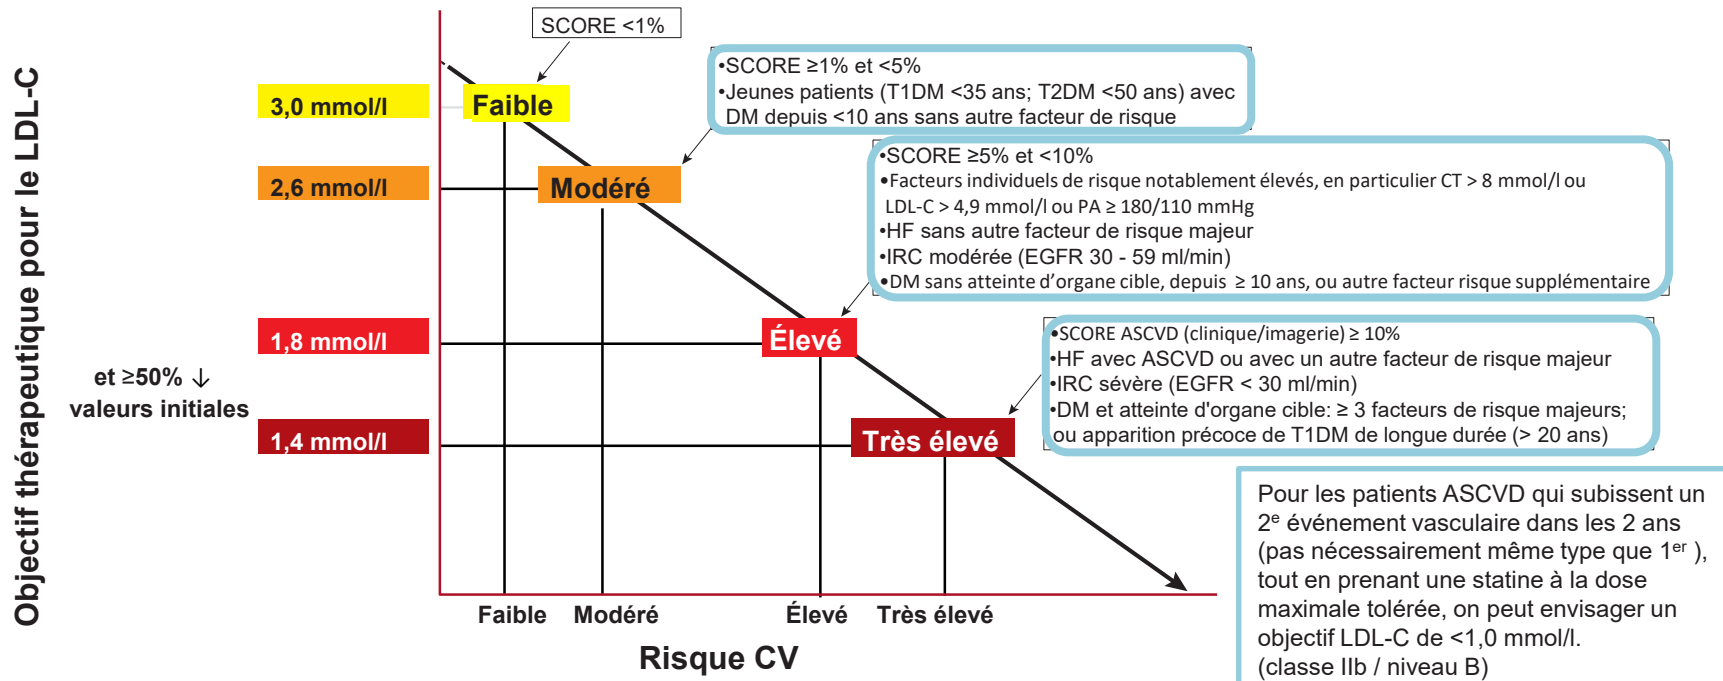 Objectif thérapeutique pour le LDL-C
SCORE <1%
3,0 mmol/l
Faible
•SCORE ≥1% et <5%
•Jeunes patients (T1DM <35 ans; T2DM <50 ans) avec
DM depuis <10 ans sans autre facteur de risque
2,6 mmol/l
Modéré
•SCORE ≥5% et <10%
•Facteurs individuels de risque notablement élevés, en particulier CT > 8 mmol/l ou
LDL-C > 4,9 mmol/l ou PA ≥ 180/110 mmHg
•HF sans autre facteur de risque majeur
•IRC modérée (EGFR 30 - 59 ml/min)
•DM sans atteinte d’organe cible, depuis ≥ 10 ans, ou autre facteur risque supplémentaire
1,8 mmol/l
Élevé
et ≥50% ↓
valeurs initiales
•SCORE ASCVD (clinique/imagerie) ≥ 10%
•HF avec ASCVD ou avec un autre facteur de risque majeur
•IRC sévère (EGFR < 30 ml/min)
•DM et atteinte d'organe cible: ≥ 3 facteurs de risque majeurs;
ou apparition précoce de T1DM de longue durée (> 20 ans)
1,4 mmol/l
Très élevé
Pour les patients ASCVD qui subissent un
2e événement vasculaire dans les 2 ans
(pas nécessairement même type que 1er ),
tout en prenant une statine à la dose
maximale tolérée, on peut envisager un
objectif LDL-C de <1,0 mmol/l.
(classe IIb / niveau B)
Faible
Modéré
Élevé
Très élevé
Risque CV